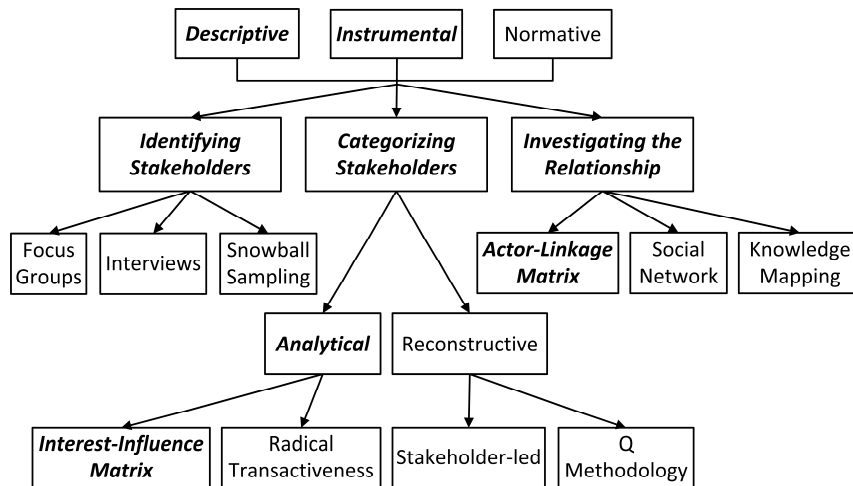 Descriptive
Instrumental
Normative
Identifying
Stakeholders
Categorizing
Stakeholders
Investigating the
Relationship
Focus
Groups
Interviews
Snowball
Sampling
Actor-Linkage
Matrix
Social
Network
Knowledge
Mapping
Analytical
Reconstructive
Interest-Influence
Matrix
Radical
Transactiveness
Stakeholder-led
Q
Methodology